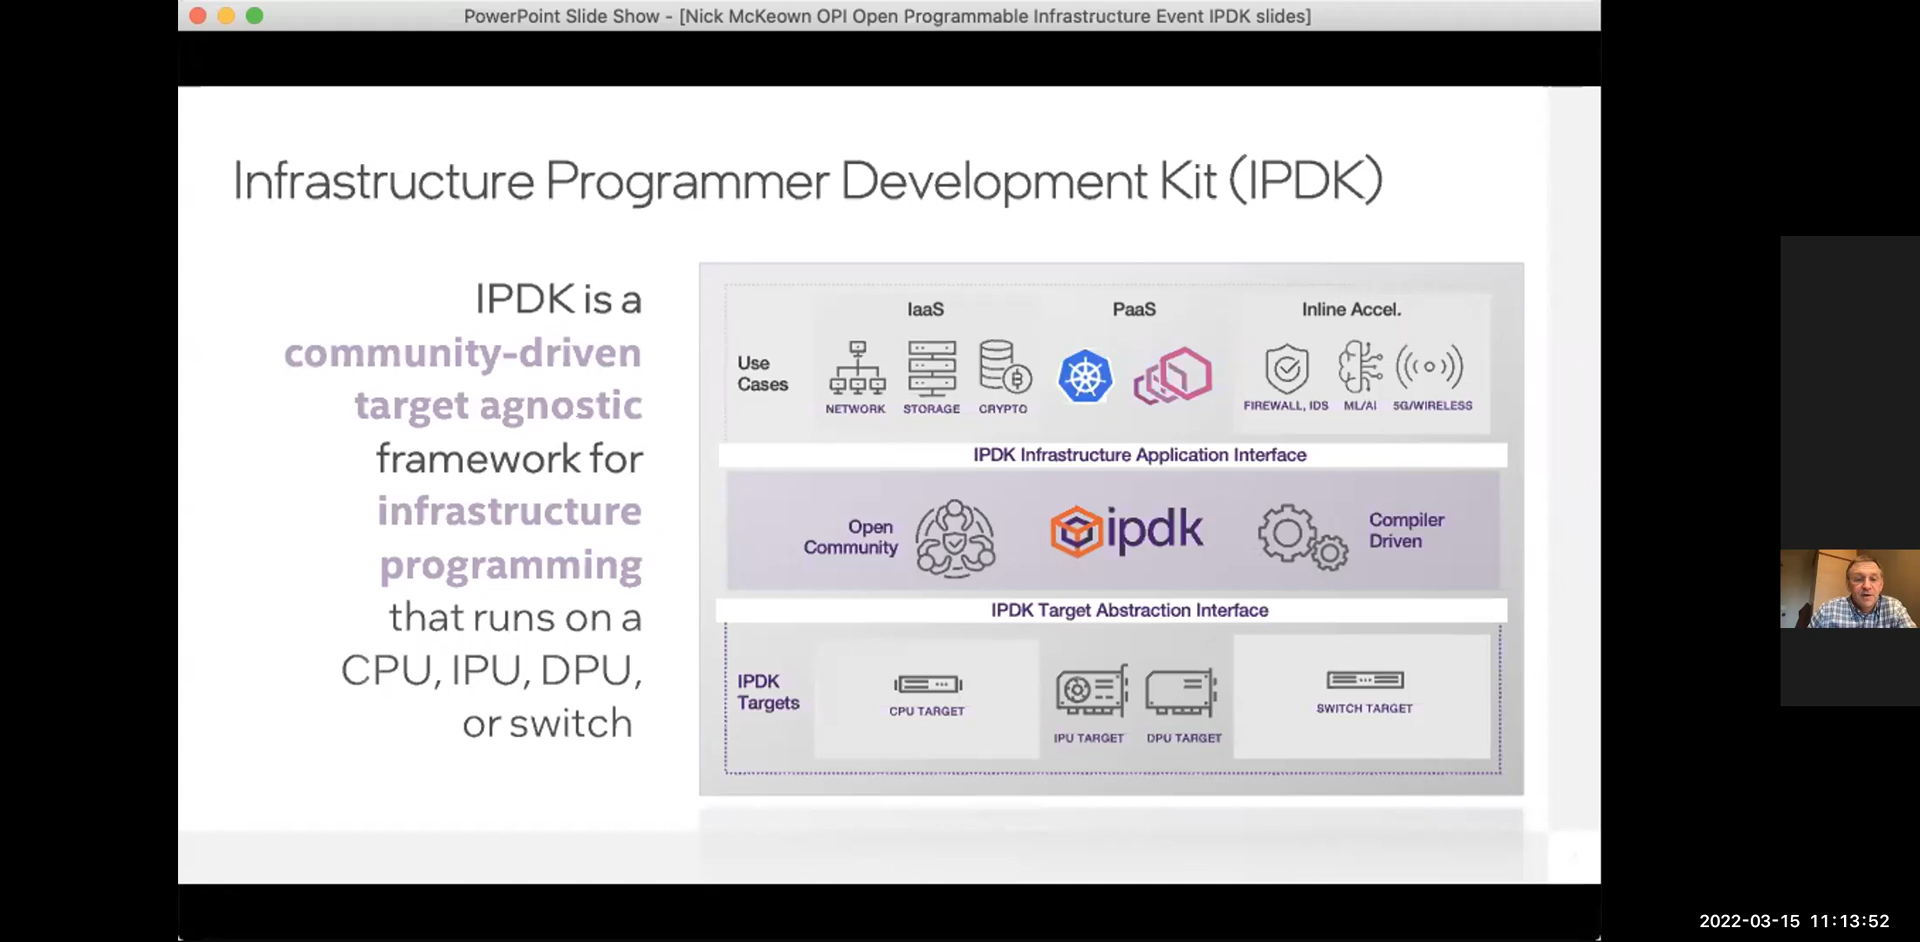 PowerPoint Slide Show - [Nick McKeown OPI Open Programmable Infrastructure Event IPDK slides]
Infrastructure Programmer Development Kit (IPDK)
IPDK is a
community-driven
target agnostic
framework for
infrastructure
programming
that runs on a
CPU, IPU, DPU,
or switch
IaaS
PaaS
Inline Accel.
Use
Cases
NETWORK
STORAGE
CRYPTO
FIREWALL, IDS
ML/AI
5G/WIRELESS
IPDK Infrastructure Application Interface
Open
Community
ipdk
Compiler
Driven
IPDK Target Abstraction Interface
IPDK
Targets
CPU TARGET
IPU TARGET
DPU TARGET
SWITCH TARGET
2022-03-15 11:13:52